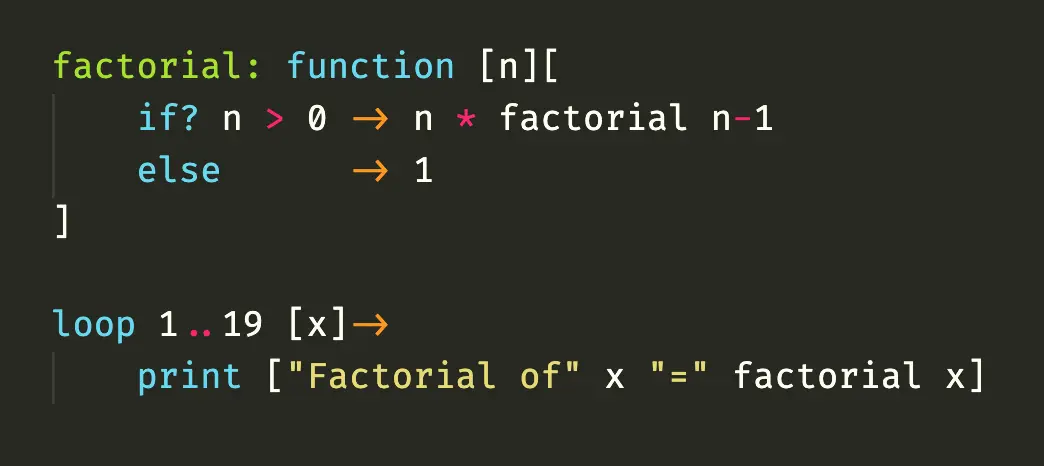 factorial: function [n][
    if? n > 0 -> n * factorial n-1
    else      -> 1
]

loop 1..19 [x]->
    print ["Factorial of" x "=" factorial x]